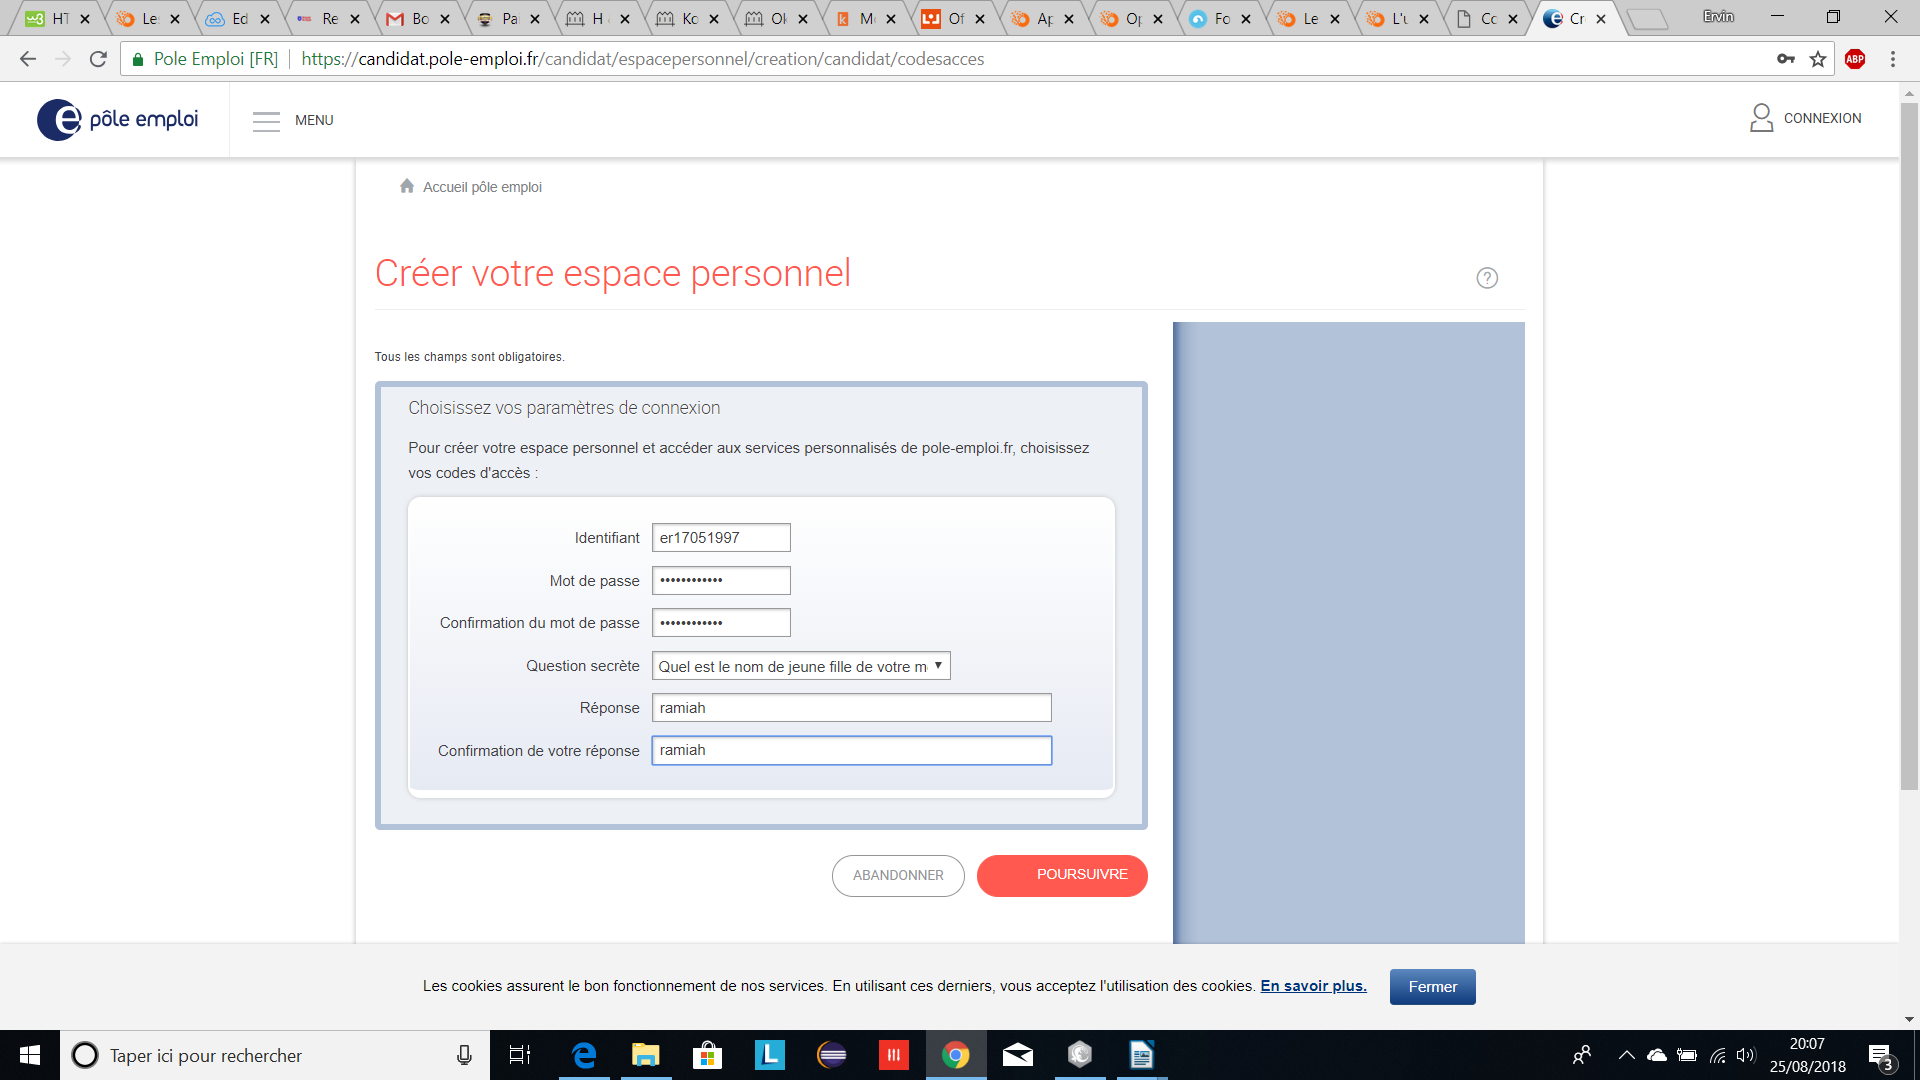 HT Le Ed Re Bo Pai H Ko Ol Mo Of Ap Op Fo Le L'u Co Cr Ervin
Pole Emploi [FR] https://candidat.pole-emploi.fr/candidat/espacepersonnel/creation/candidat/codesacces
ABP
pôle emploi
MENU
CONNEXION
Accueil pôle emploi
Créer votre espace personnel
?
Tous les champs sont obligatoires.
Choisissez vos paramètres de connexion
Pour créer votre espace personnel et accéder aux services personnalisés de pole-emploi.fr, choisissez
vos codes d'accès :
Identifiant er17051997
Mot de passe ••••••••••••
Confirmation du mot de passe ••••••••••••
Question secrète Quel est le nom de jeune fille de votre m
Réponse ramiah
Confirmation de votre réponse ramiah
ABANDONNER POURSUIVRE
Les cookies assurent le bon fonctionnement de nos services. En utilisant ces derniers, vous acceptez l'utilisation des cookies. En savoir plus. Fermer
Taper ici pour rechercher
20:07
25/08/2018
3